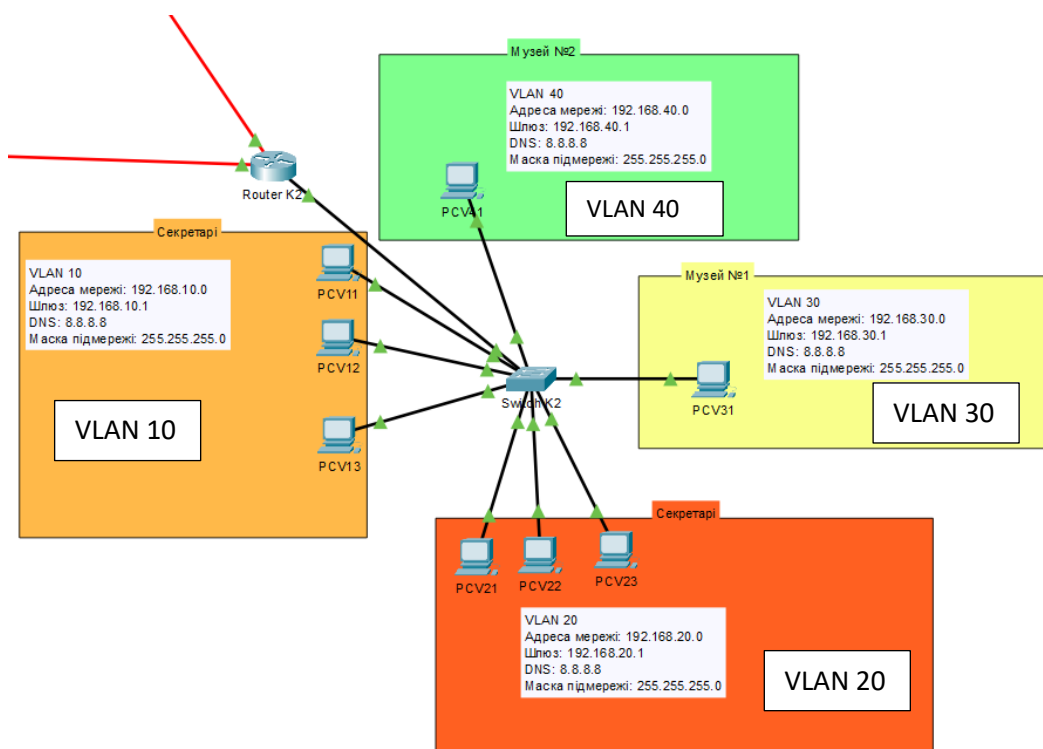 Музей №2
VLAN 40
Адреса мережі: 192.168.40.0
Шлюз: 192.168.40.1
DNS: 8.8.8.8
Маска підмережі: 255.255.255.0
VLAN 40
PCV41
Router K2
Секретарі
VLAN 10
Адреса мережі: 192.168.10.0
Шлюз: 192.168.10.1
DNS: 8.8.8.8
Маска підмережі: 255.255.255.0
PCV11
PCV12
VLAN 10
PCV13
Switch K2
Музей №1
VLAN 30
Адреса мережі: 192.168.30.0
Шлюз: 192.168.30.1
DNS: 8.8.8.8
Маска підмережі: 255.255.255.0
PCV31
VLAN 30
Секретарі
PCV21
PCV22
PCV23
VLAN 20
Адреса мережі: 192.168.20.0
Шлюз: 192.168.20.1
DNS: 8.8.8.8
Маска підмережі: 255.255.255.0
VLAN 20